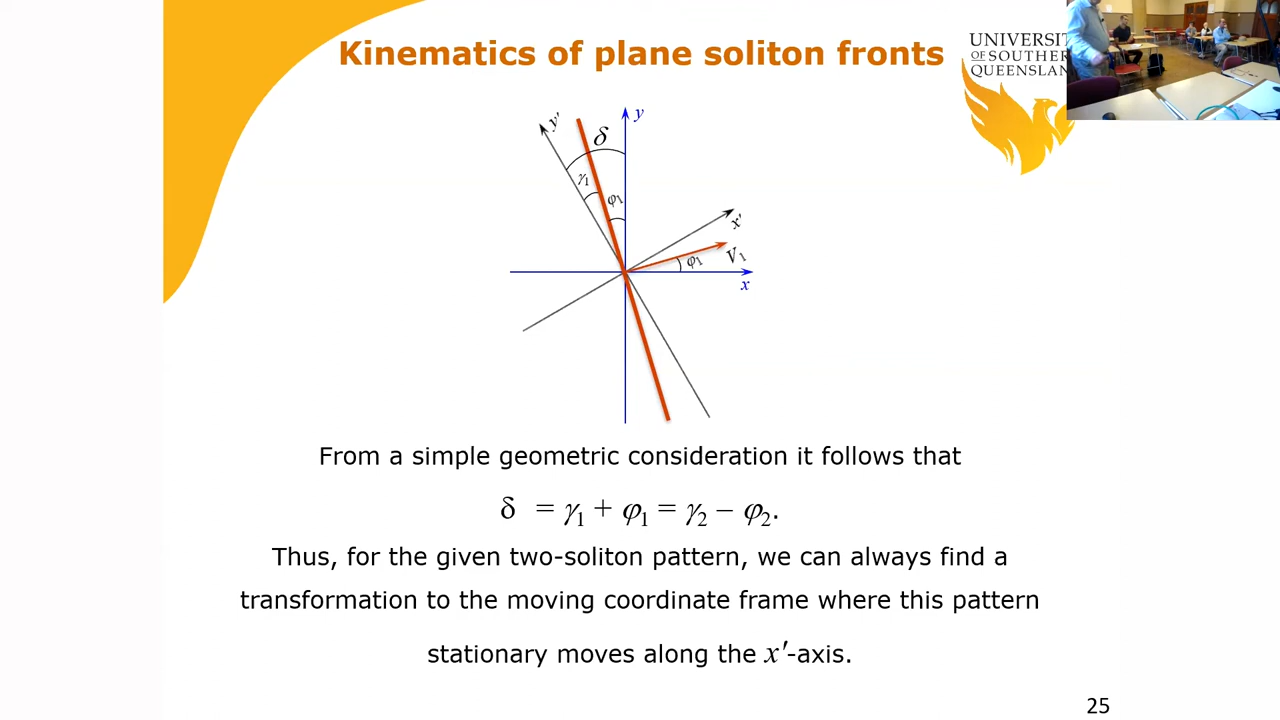 Kinematics of plane soliton fronts
UNIVERSIT
OF SOUTHER
QUEENSLAN
y
y'
δ
γ1
φ1
x'
V1
φ1
x
From a simple geometric consideration it follows that
δ = γ1 + φ1 = γ2 – φ2.
Thus, for the given two-soliton pattern, we can always find a
transformation to the moving coordinate frame where this pattern
stationary moves along the x′-axis.
25